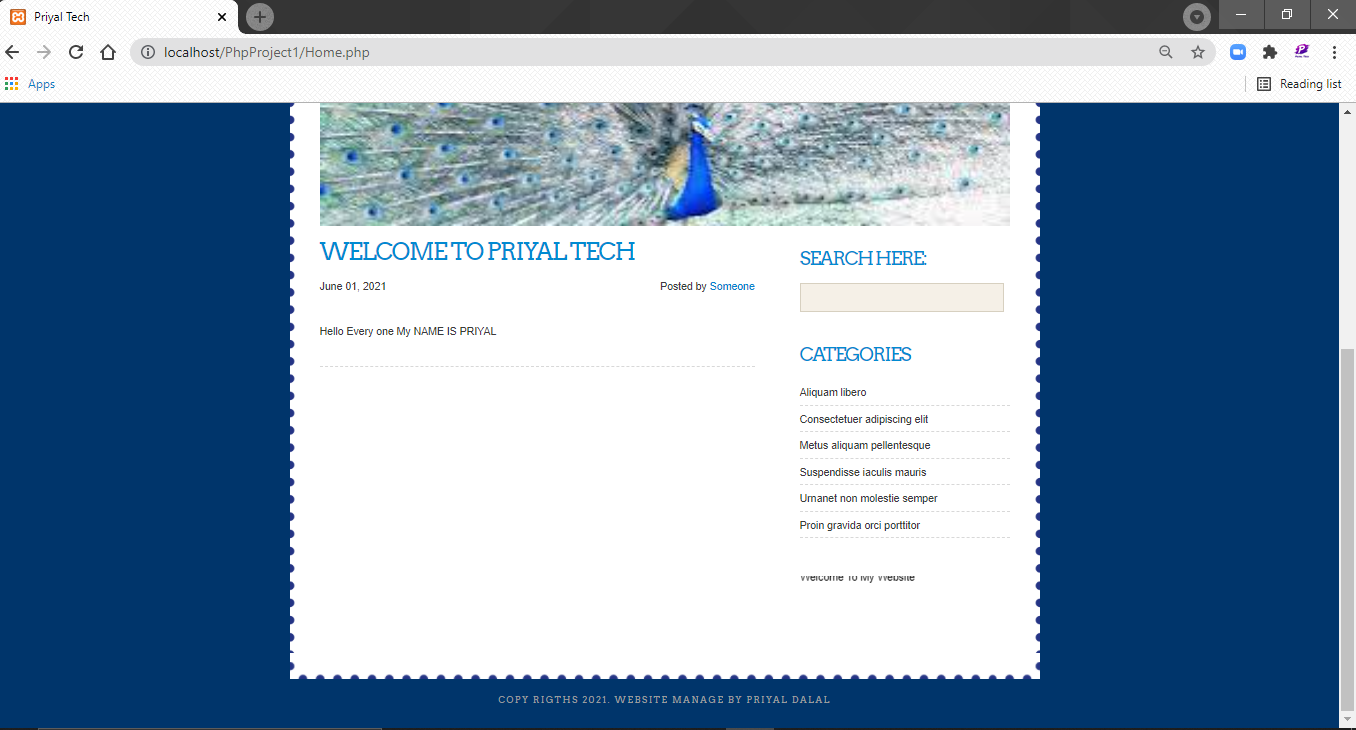 Priyal Tech
localhost/PhpProject1/Home.php
Apps
Reading list
WELCOME TO PRIYAL TECH
June 01, 2021 Posted by Someone
Hello Every one My NAME IS PRIYAL
SEARCH HERE:
CATEGORIES
Aliquam libero
Consectetuer adipiscing elit
Metus aliquam pellentesque
Suspendisse iaculis mauris
Urnanet non molestie semper
Proin gravida orci porttitor
Welcome To My Website
COPY RIGTHS 2021. WEBSITE MANAGE BY PRIYAL DALAL